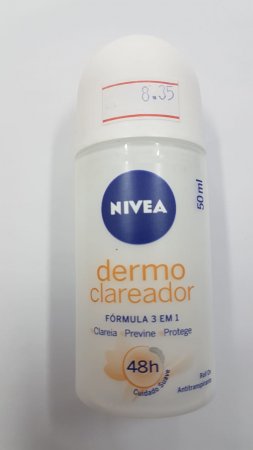 8.35
NIVEA
50 ml
dermo
clareador
FÓRMULA 3 EM 1
Clareia Previne Protege
48h
Cuidado Suave
Roll On
Antitranspirante